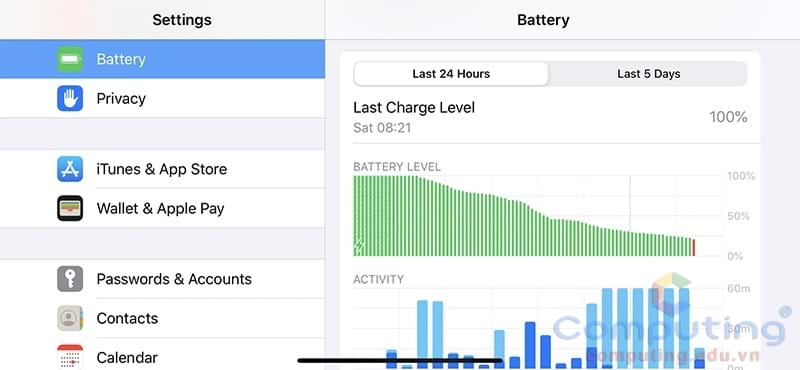 Settings
Battery
Battery
Privacy
iTunes & App Store
Wallet & Apple Pay
Passwords & Accounts
Contacts
Calendar
Last 24 Hours
Last 5 Days
Last Charge Level
Sat 08:21
100%
BATTERY LEVEL
100%
50%
0%
ACTIVITY
60m
30m
Computing®
computing.edu.vn